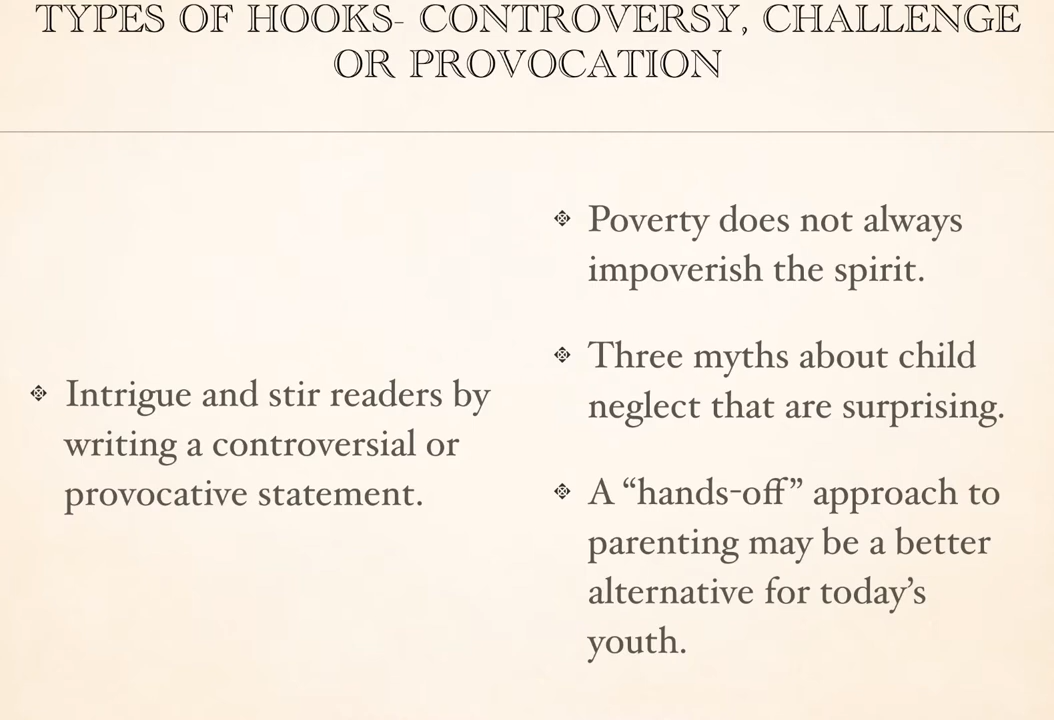 TYPES OF HOOKS- CONTROVERSY, CHALLENGE
OR PROVOCATION
Intrigue and stir readers by
writing a controversial or
provocative statement.
Poverty does not always
impoverish the spirit.
Three myths about child
neglect that are surprising.
A “hands-off” approach to
parenting may be a better
alternative for today’s
youth.